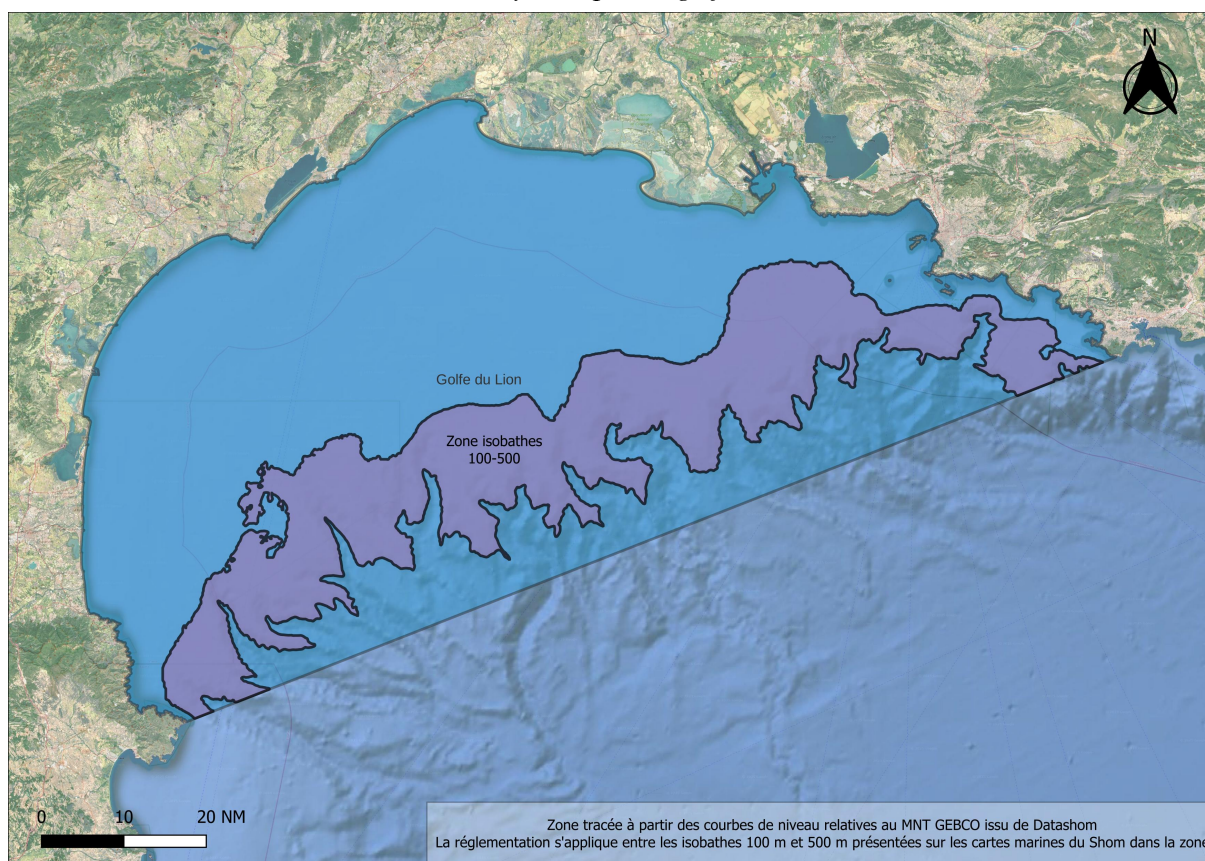 N
Golfe du Lion
Zone isobathes
100-500
0 10 20 NM
Zone tracée à partir des courbes de niveau relatives au MNT GEBCO issu de Datashom
La réglementation s'applique entre les isobathes 100 m et 500 m présentées sur les cartes marines du Shom dans la zone